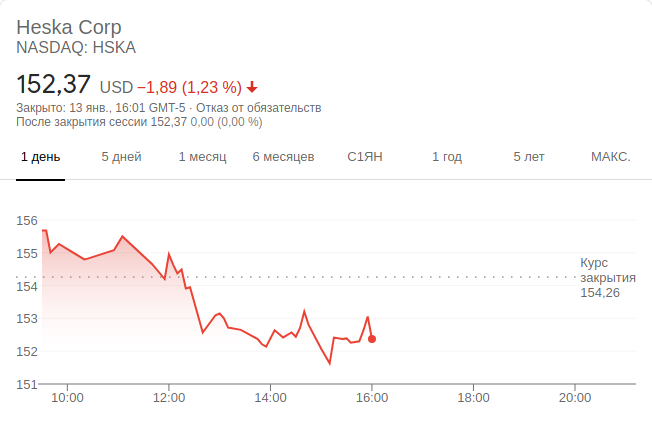 Heska Corp
NASDAQ: HSKA
152,37 USD −1,89 (1,23 %)
Закрыто: 13 янв., 16:01 GMT-5 · Отказ от обязательств
После закрытия сессии 152,37 0,00 (0,00 %)
1 день 5 дней 1 месяц 6 месяцев С1ЯН 1 год 5 лет МАКС.
156
155
154
153
152
151
Курс
закрытия
154,26
10:00 12:00 14:00 16:00 18:00 20:00